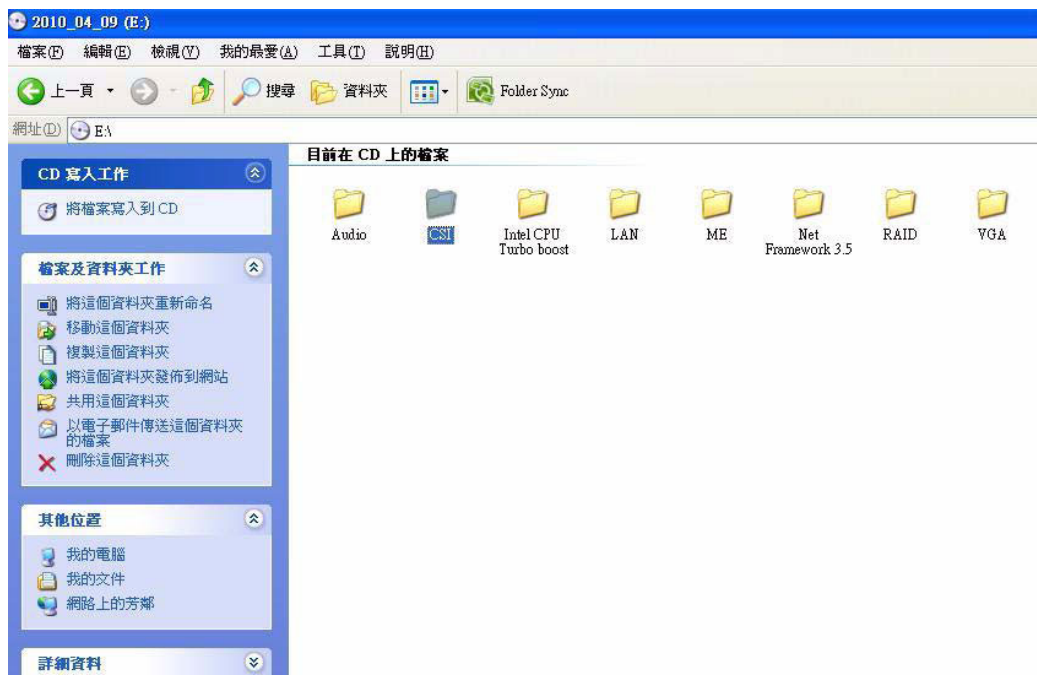 2010_04_09 (E:)
檔案(F) 編輯(E) 檢視(V) 我的最愛(A) 工具(T) 說明(H)
上一頁 搜尋 資料夾 Folder Sync
網址(D) E:\
目前在 CD 上的檔案
CD 寫入工作
將檔案寫入到 CD
檔案及資料夾工作
將這個資料夾重新命名
移動這個資料夾
複製這個資料夾
將這個資料夾發佈到網站
共用這個資料夾
以電子郵件傳送這個資料夾
的檔案
刪除這個資料夾
其他位置
我的電腦
我的文件
網路上的芳鄰
詳細資料
Audio
CSI
Intel CPU
Turbo boost
LAN
ME
Net
Framework 3.5
RAID
VGA